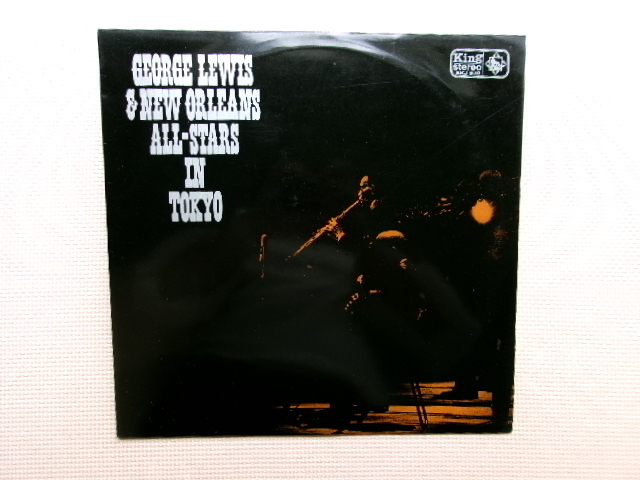 GEORGE LEWIS
& NEW ORLEANS
ALL-STARS
IN
TOKYO
King
stereo